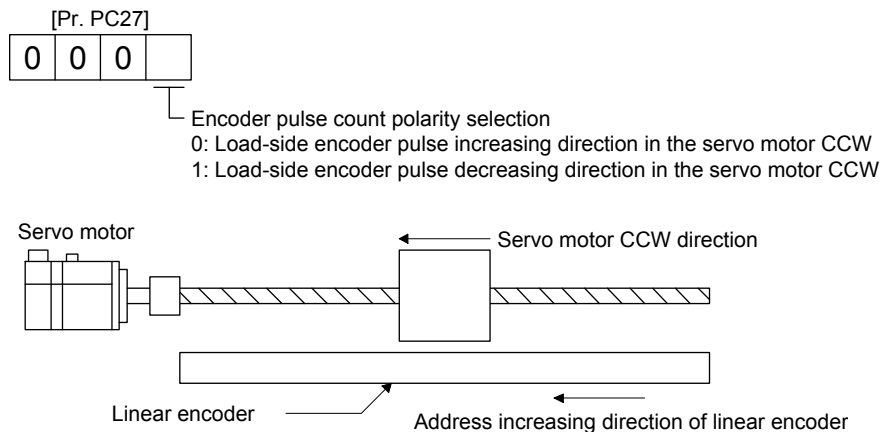 [Pr. PC27]
0 0 0
Encoder pulse count polarity selection
0: Load-side encoder pulse increasing direction in the servo motor CCW
1: Load-side encoder pulse decreasing direction in the servo motor CCW
Servo motor
Servo motor CCW direction
Linear encoder
Address increasing direction of linear encoder